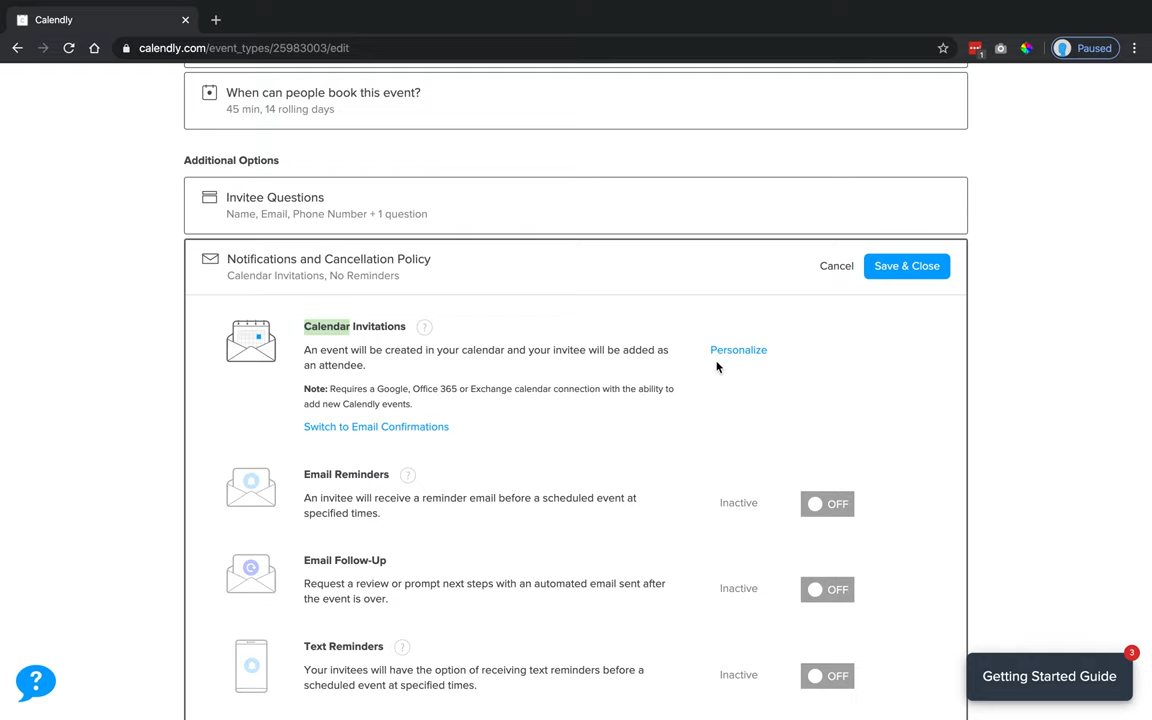 Calendly
calendly.com/event_types/25983003/edit
1
Paused
When can people book this event?
45 min, 14 rolling days
Additional Options
Invitee Questions
Name, Email, Phone Number + 1 question
Notifications and Cancellation Policy
Calendar Invitations, No Reminders
Cancel
Save & Close
Calendar Invitations ?
An event will be created in your calendar and your invitee will be added as
an attendee.
Personalize
Note: Requires a Google, Office 365 or Exchange calendar connection with the ability to
add new Calendly events.
Switch to Email Confirmations
Email Reminders ?
An invitee will receive a reminder email before a scheduled event at
specified times.
Inactive
OFF
Email Follow-Up
Request a review or prompt next steps with an automated email sent after
the event is over.
Inactive
OFF
Text Reminders ?
Your invitees will have the option of receiving text reminders before a
scheduled event at specified times.
Inactive
OFF
?
3
Getting Started Guide